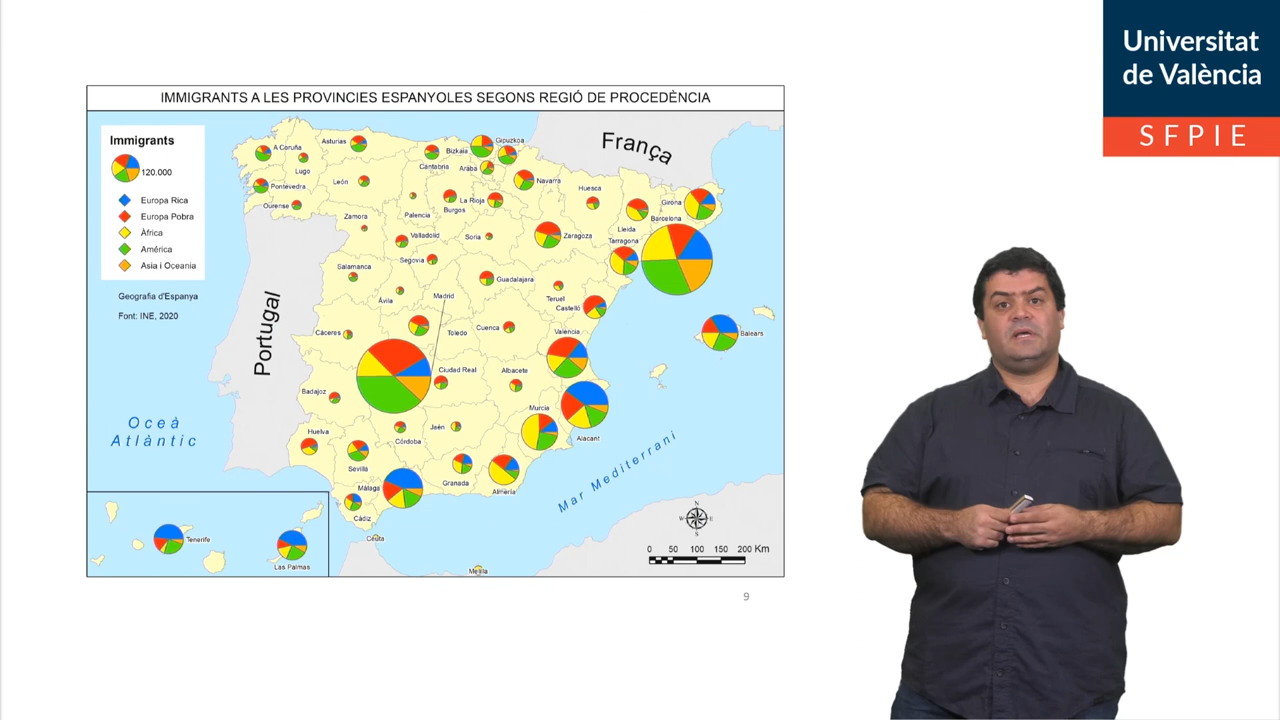 Universitat
de València
SFPIE
IMMIGRANTS A LES PROVINCIES ESPANYOLES SEGONS REGIÓ DE PROCEDÈNCIA
Immigrants
120.000
Europa Rica
Europa Pobra
Àfrica
Amèrica
Asia i Oceania
Geografia d'Espanya
Font: INE, 2020
França
Portugal
Oceà
Atlàntic
Mar Mediterrani
A Coruña
Lugo
Asturias
Cantabria
Bizkaia
Gipuzkoa
Araba
Navarra
Pontevedra
Ourense
León
Zamora
Palencia
Burgos
La Rioja
Huesca
Lleida
Girona
Barcelona
Tarragona
Zaragoza
Soria
Valladolid
Segovia
Salamanca
Ávila
Madrid
Guadalajara
Teruel
Castelló
Cáceres
Toledo
Cuenca
València
Balears
Ciudad Real
Albacete
Badajoz
Murcia
Alacant
Huelva
Sevilla
Córdoba
Jaén
Granada
Almería
Málaga
Cádiz
Ceuta
Melilla
Tenerife
Las Palmas
N
W E
S
0 50 100 150 200 Km
9